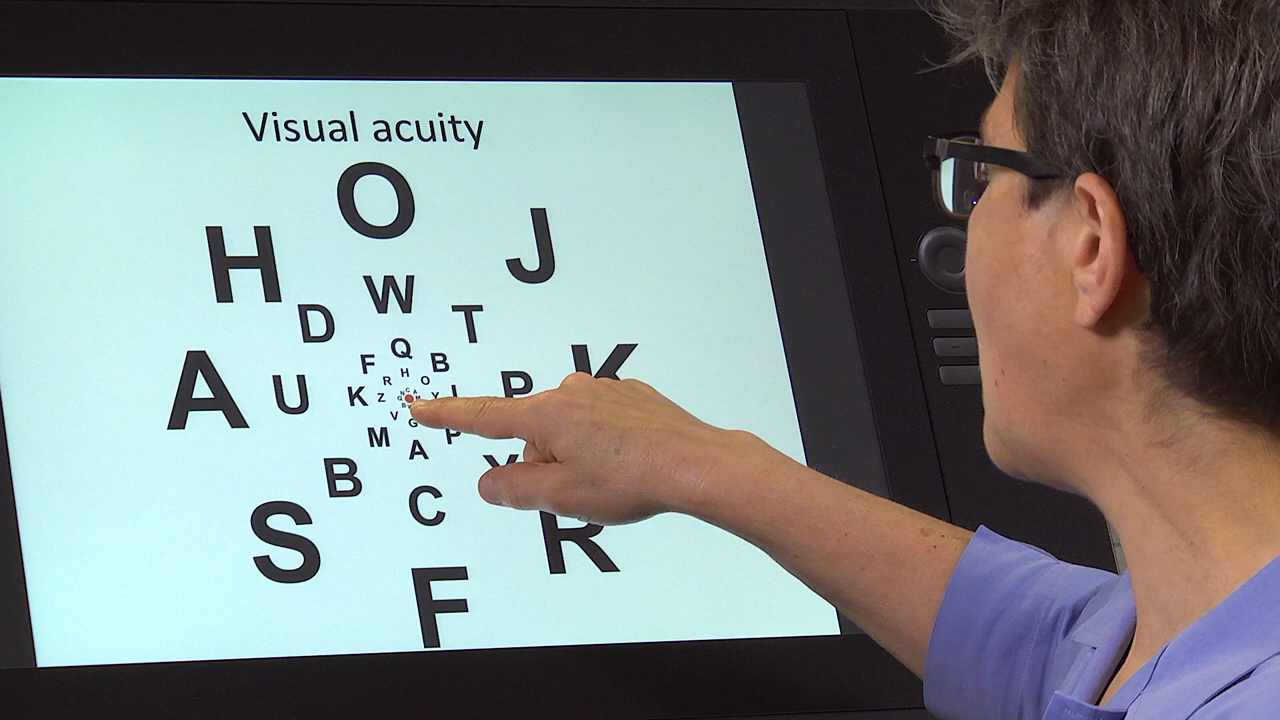 Visual acuity
O
H J
W
D T
Q
F B
H
R O
A U K Z P K
V
G
M P
A
B Y
C
S R
F